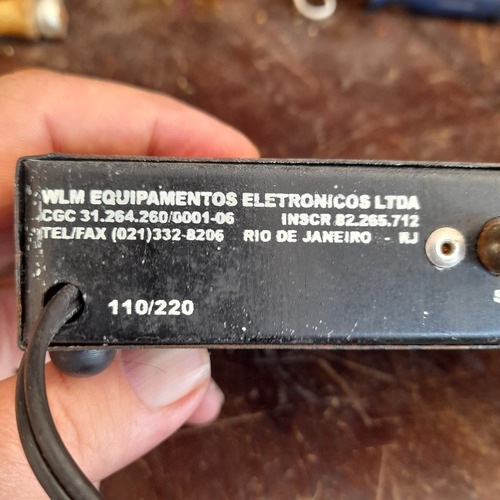 WLM EQUIPAMENTOS ELETRONICOS LTDA
CGC 31.264.260/0001-06 INSCR 82.265.712
TEL/FAX (021)332-8206 RIO DE JANEIRO - RJ
110/220
S